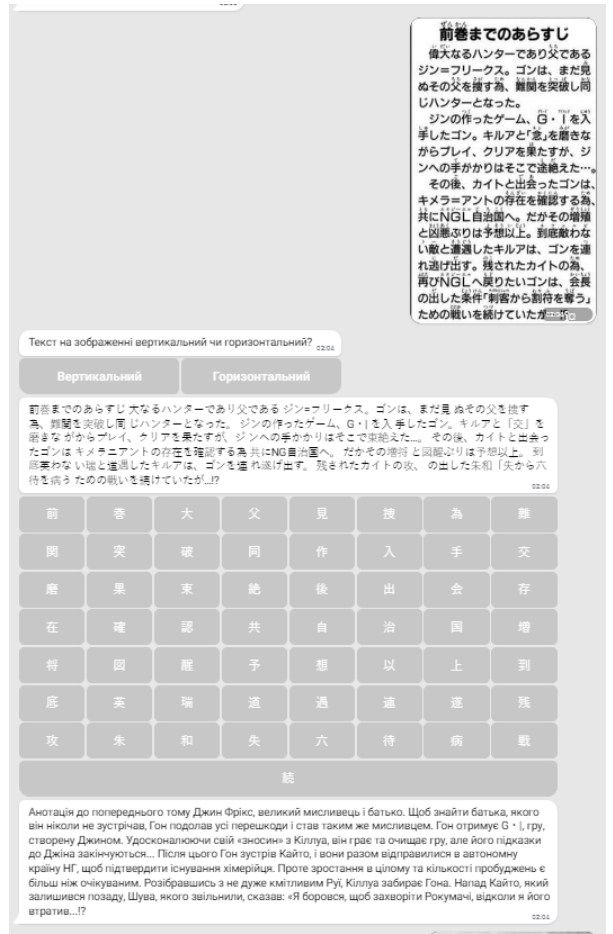 前巻までのあらすじ
偉大なるハンターであり父である
ジン=フリークス。ゴンは、まだ見
ぬその父を捜す為、難関を突破し同
じハンターとなった。
ジンの作ったゲーム、G・Iを入
手したゴン。キルアと「念」を磨きな
がらプレイ、クリアを果たすが、ジ
ンへの手がかりはそこで途絶えた…。
その後、カイトと出会ったゴンは、
キメラ=アントの存在を確認する為、
共にNGL自治国へ。だがその増殖
と凶悪ぶりは予想以上。到底敵わな
い敵と遭遇したキルアは、ゴンを連
れ逃げ出す。残されたカイトの為、
再びNGLへ戻りたいゴンは、会長
の出した条件「刺客から割符を奪う」
ための戦いを続けていたが
Текст на зображенні вертикальний чи горизонтальний?
02:04
Вертикальний Горизонтальний
前巻までのあらすじ 大なるハンターであり父である ジン=フリークス。ゴンは、まだ見 ぬその父を捜す
為、難関を突破し同 じハンターとなった。 ジンの作ったゲーム、G・|を入 手したゴン。キルアと「交」を
磨きな がらプレイ、クリアを果たすが、ジ ンへの手かかりはそこで束絶えた…。 その後、カイトと出会っ
たゴンは キメラニアントの存在を確認する為 共にNG自治国へ。 だかその増将 と図醒ぶりは予想以上。 到
底英わな い瑞と道遇したキルアは、ゴンを連 れ遂げ出す。 残されたカイトの攻、 の出した朱和「失から六
待を病う ための戦いを続けていたが…!?
02:04
前 巻 大 父 見 捜 為 難
関 突 破 同 作 入 手 交
磨 果 束 絶 後 出 会 存
在 確 認 共 自 治 国 増
将 図 醒 予 想 以 上 到
底 英 瑞 道 遇 連 遂 残
攻 朱 和 失 六 待 病 戦
続
Анотація до попереднього тому Джин Фрікс, великий мисливець і батько. Щоб знайти батька, якого
він ніколи не зустрічав, Гон подолав усі перешкоди і став таким же мисливцем. Гон отримує G・|, гру,
створену Джином. Удосконалюючи свій «зносин» з Кіллуа, він грає та очищає гру, але його підказки
до Джіна закінчуються... Після цього Гон зустрів Кайто, і вони разом відправилися в автономну
країну НГ, щоб підтвердити існування химерійця. Проте зростання в цілому та кількості пробуджень є
більш ніж очікуваним. Розібравшись з не дуже кмітливим Руї, Кіллуа забирає Гона. Напад Кайто, який
залишився позаду, Шува, якого звільнили, сказав: «Я боровся, щоб захворіти Рокумачі, відколи я його
втратив...!?
02:04